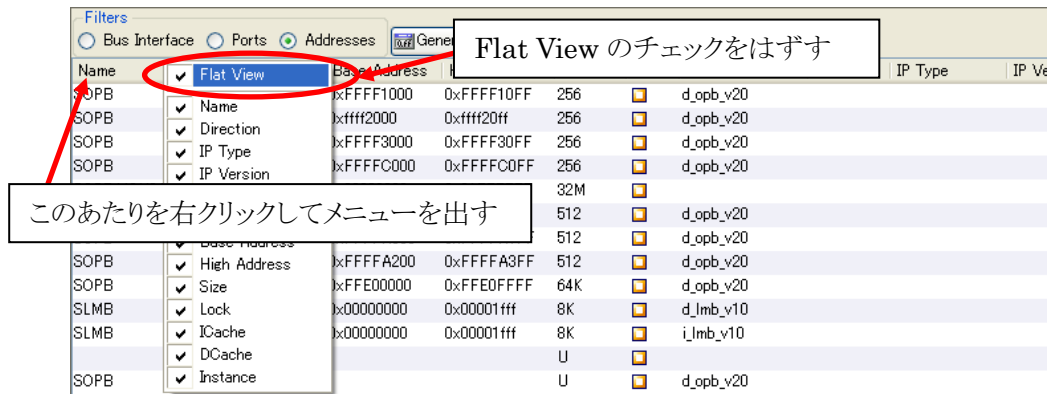 Filters
Bus Interface Ports Addresses Gene
Flat View のチェックをはずす
Name Flat View Base Address H IP Type IP Ve
SOPB 0xFFFF1000 0xFFFF10FF 256 d_opb_v20
Name
SOPB 0xffff2000 0xffff20ff 256 d_opb_v20
Direction
SOPB 0xFFFF3000 0xFFFF30FF 256 d_opb_v20
IP Type
SOPB 0xFFFFC000 0xFFFFC0FF 256 d_opb_v20
IP Version
32M
このあたりを右クリックしてメニューを出す
512 d_opb_v20
Base Address 512 d_opb_v20
SOPB High Address 0xFFFFA200 0xFFFFA3FF 512 d_opb_v20
SOPB Size 0xFFE00000 0xFFE0FFFF 64K d_opb_v20
SLMB Lock 0x00000000 0x00001fff 8K d_lmb_v10
SLMB ICache 0x00000000 0x00001fff 8K i_lmb_v10
DCache U
SOPB Instance U d_opb_v20